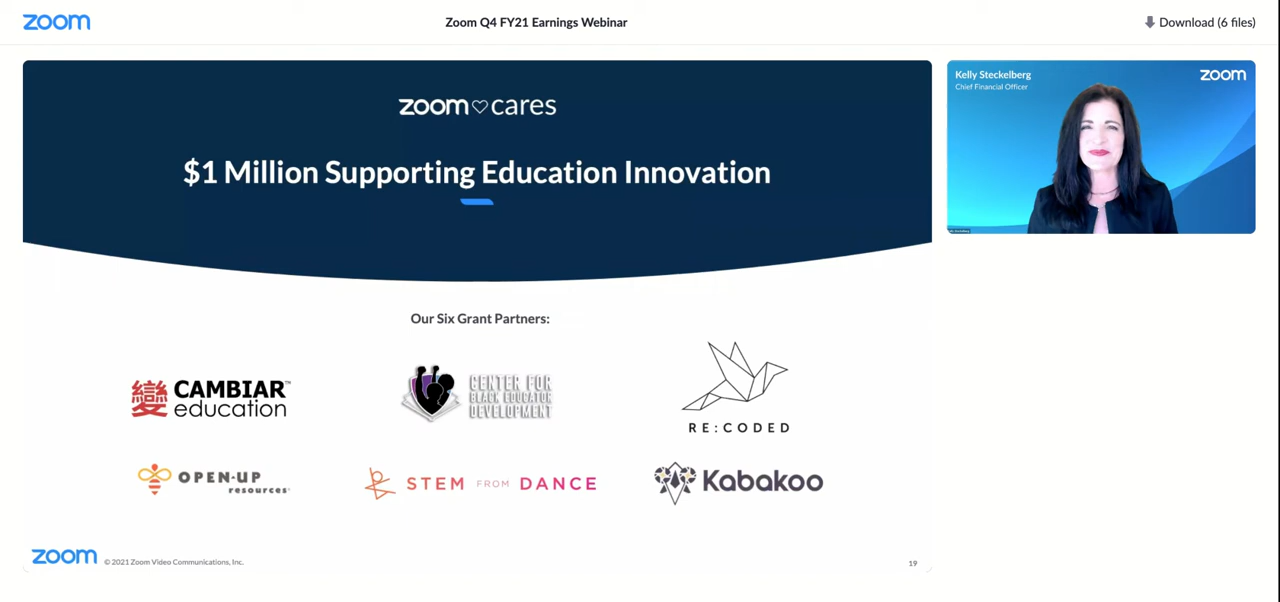 zoom
Zoom Q4 FY21 Earnings Webinar
Download (6 files)
zoom cares
$1 Million Supporting Education Innovation
Our Six Grant Partners:
變 CAMBIAR™
education
CENTER FOR
BLACK EDUCATOR
DEVELOPMENT
RE:CODED
OPEN-UP
resources
STEM FROM DANCE
Kabakoo
zoom © 2021 Zoom Video Communications, Inc.
19
Kelly Steckelberg
Chief Financial Officer
zoom